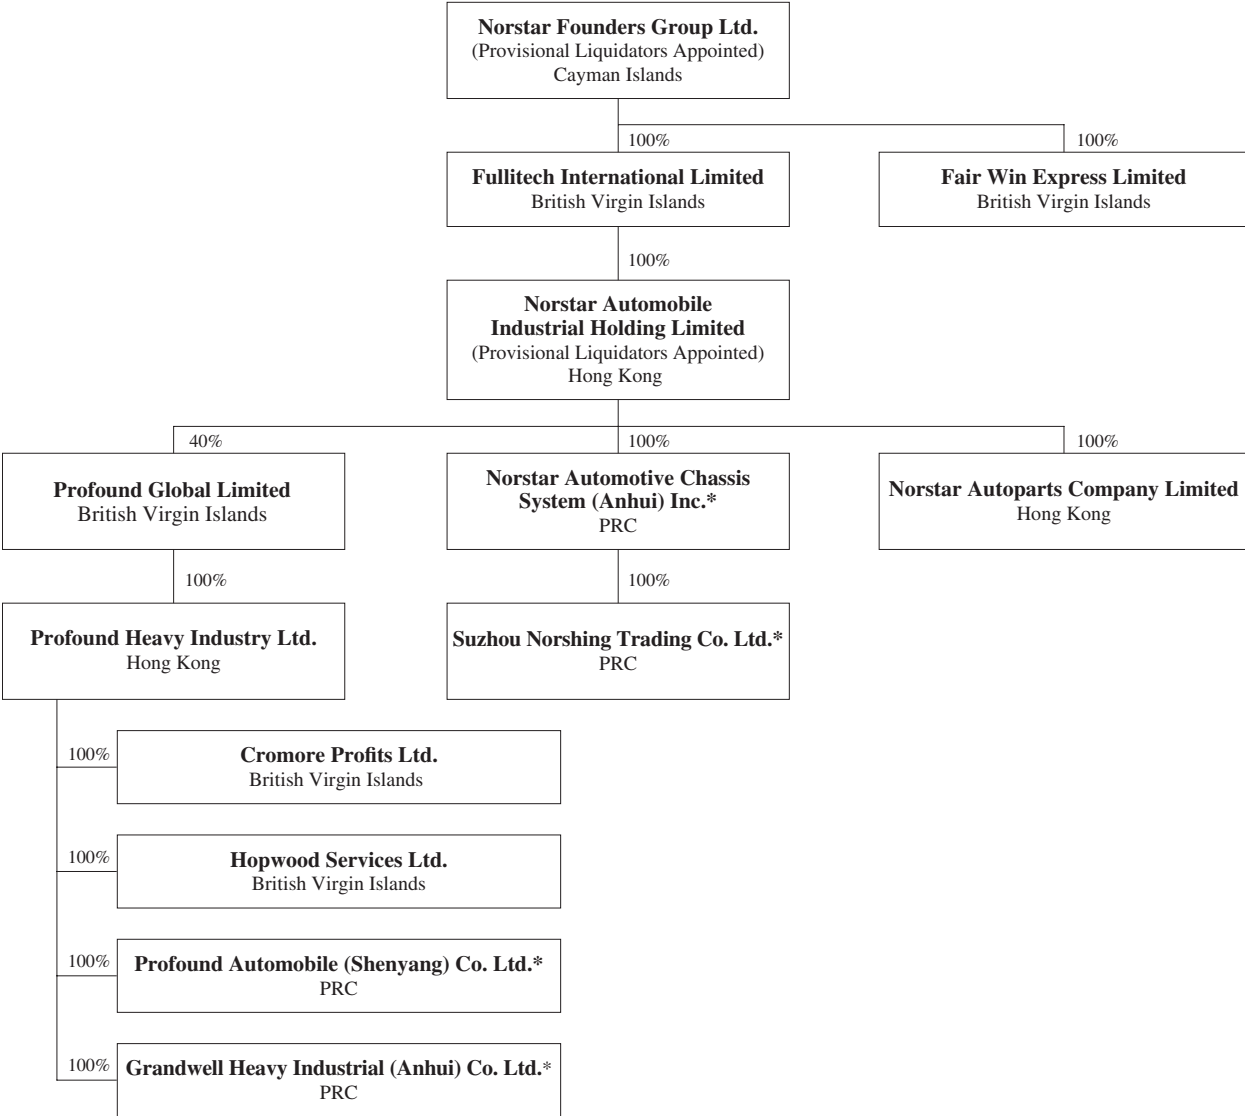 Norstar Founders Group Ltd.
(Provisional Liquidators Appointed)
Cayman Islands
100%
100%
Fullitech International Limited
British Virgin Islands
Fair Win Express Limited
British Virgin Islands
100%
Norstar Automobile
Industrial Holding Limited
(Provisional Liquidators Appointed)
Hong Kong
40%
100%
100%
Profound Global Limited
British Virgin Islands
Norstar Automotive Chassis
System (Anhui) Inc.*
PRC
Norstar Autoparts Company Limited
Hong Kong
100%
100%
Profound Heavy Industry Ltd.
Hong Kong
Suzhou Norshing Trading Co. Ltd.*
PRC
100%
Cromore Profits Ltd.
British Virgin Islands
100%
Hopwood Services Ltd.
British Virgin Islands
100%
Profound Automobile (Shenyang) Co. Ltd.*
PRC
100%
Grandwell Heavy Industrial (Anhui) Co. Ltd.*
PRC